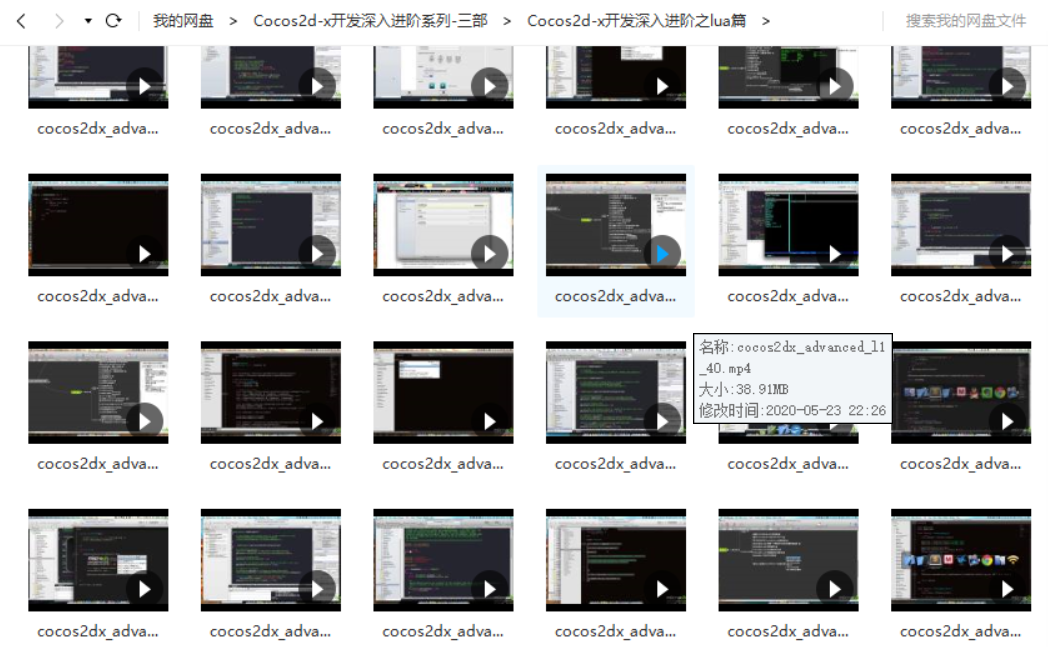 我的网盘 > Cocos2d-x开发深入进阶系列-三部 > Cocos2d-x开发深入进阶之lua篇 > 搜索我的网盘文件
cocos2dx_adva... cocos2dx_adva... cocos2dx_adva... cocos2dx_adva... cocos2dx_adva... cocos2dx_adva...
cocos2dx_adva... cocos2dx_adva... cocos2dx_adva... cocos2dx_adva... cocos2dx_adva... cocos2dx_adva...
名称:cocos2dx_advanced_l1
_40.mp4
大小:38.91MB
修改时间:2020-05-23 22:26
cocos2dx_adva... cocos2dx_adva... cocos2dx_adva... cocos2dx_adva... cocos2dx_adva... cocos2dx_adva...
cocos2dx_adva... cocos2dx_adva... cocos2dx_adva... cocos2dx_adva... cocos2dx_adva... cocos2dx_adva...